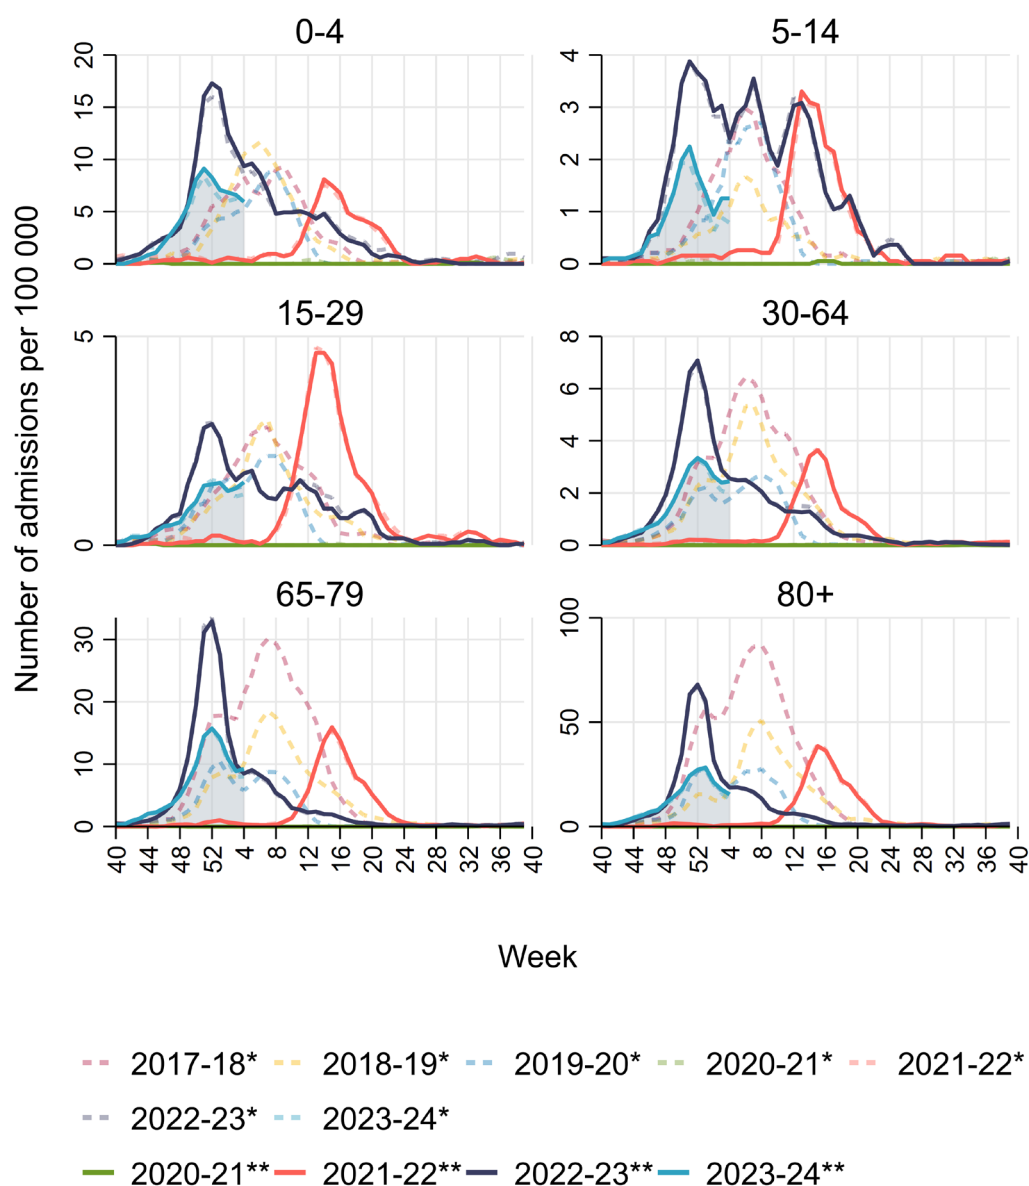 0-4 5-14
20 15 10 5 0
4 3 2 1 0
15-29 30-64
5 0
8 6 4 2 0
65-79 80+
30 20 10 0
100 50 0
Number of admissions per 100 000
40 44 48 52 4 8 12 16 20 24 28 32 36 40
40 44 48 52 4 8 12 16 20 24 28 32 36 40
Week
2017-18* 2018-19* 2019-20* 2020-21* 2021-22*
2022-23* 2023-24*
2020-21** 2021-22** 2022-23** 2023-24**